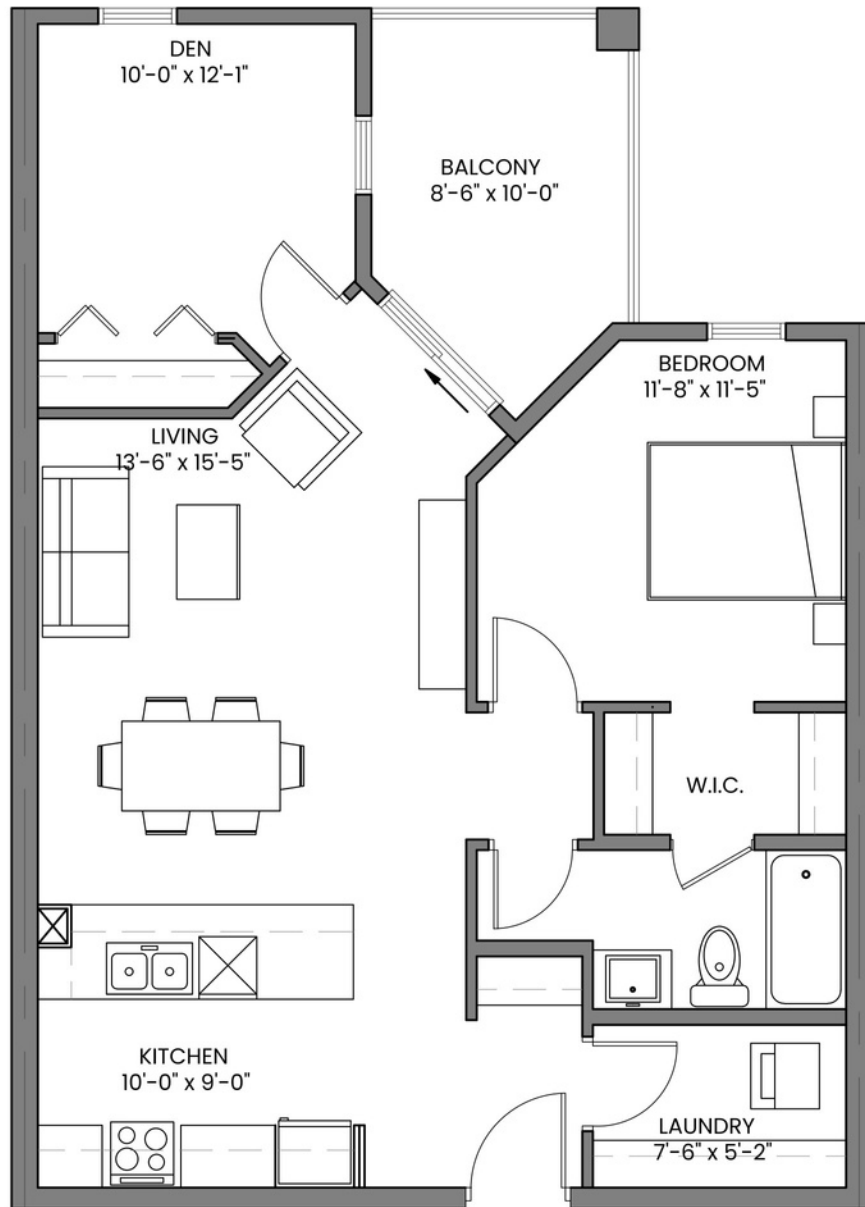 DEN
10'-0" x 12'-1"
BALCONY
8'-6" x 10'-0"
BEDROOM
11'-8" x 11'-5"
LIVING
13'-6" x 15'-5"
W.I.C.
KITCHEN
10'-0" x 9'-0"
LAUNDRY
7'-6" x 5'-2"